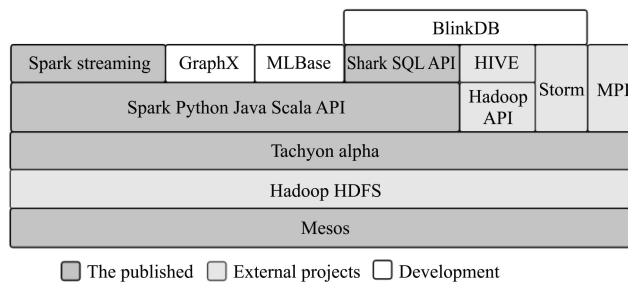 BlinkDB
Spark streaming
GraphX
MLBase
Shark SQL API
HIVE
Storm
MPI
Spark Python Java Scala API
Hadoop
API
Tachyon alpha
Hadoop HDFS
Mesos
The published
External projects
Development